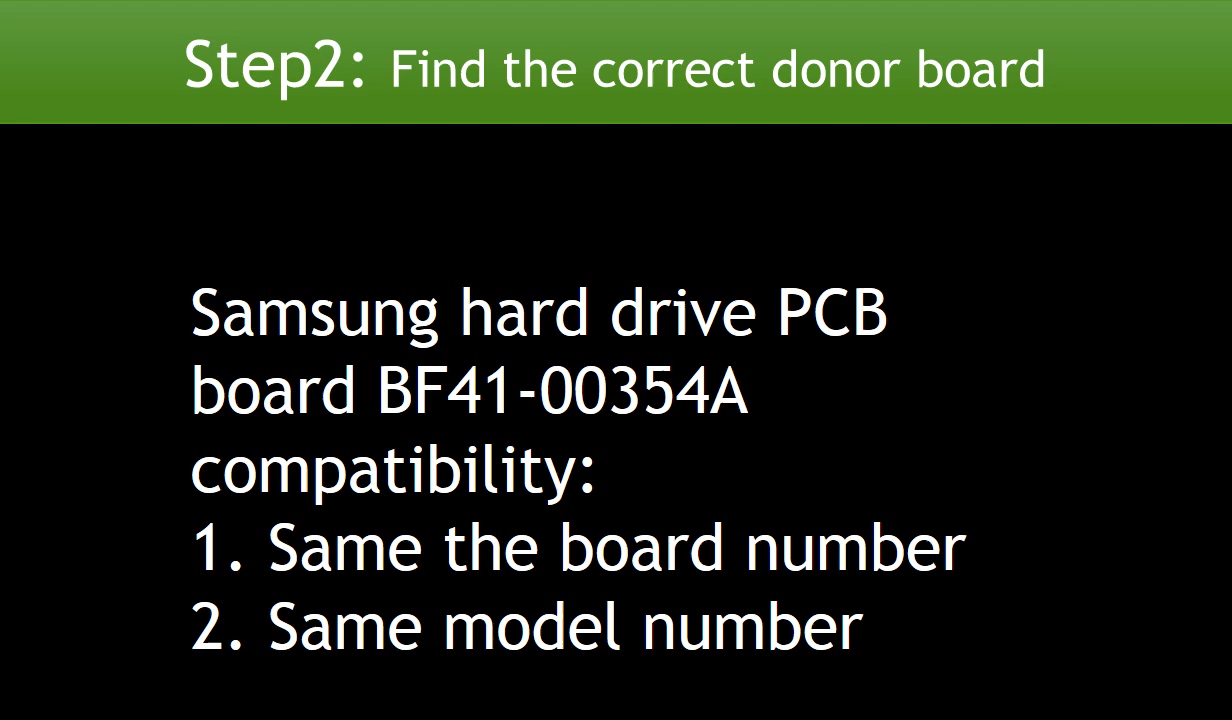 Step2: Find the correct donor board
Samsung hard drive PCB
board BF41-00354A
compatibility:
1. Same the board number
2. Same model number